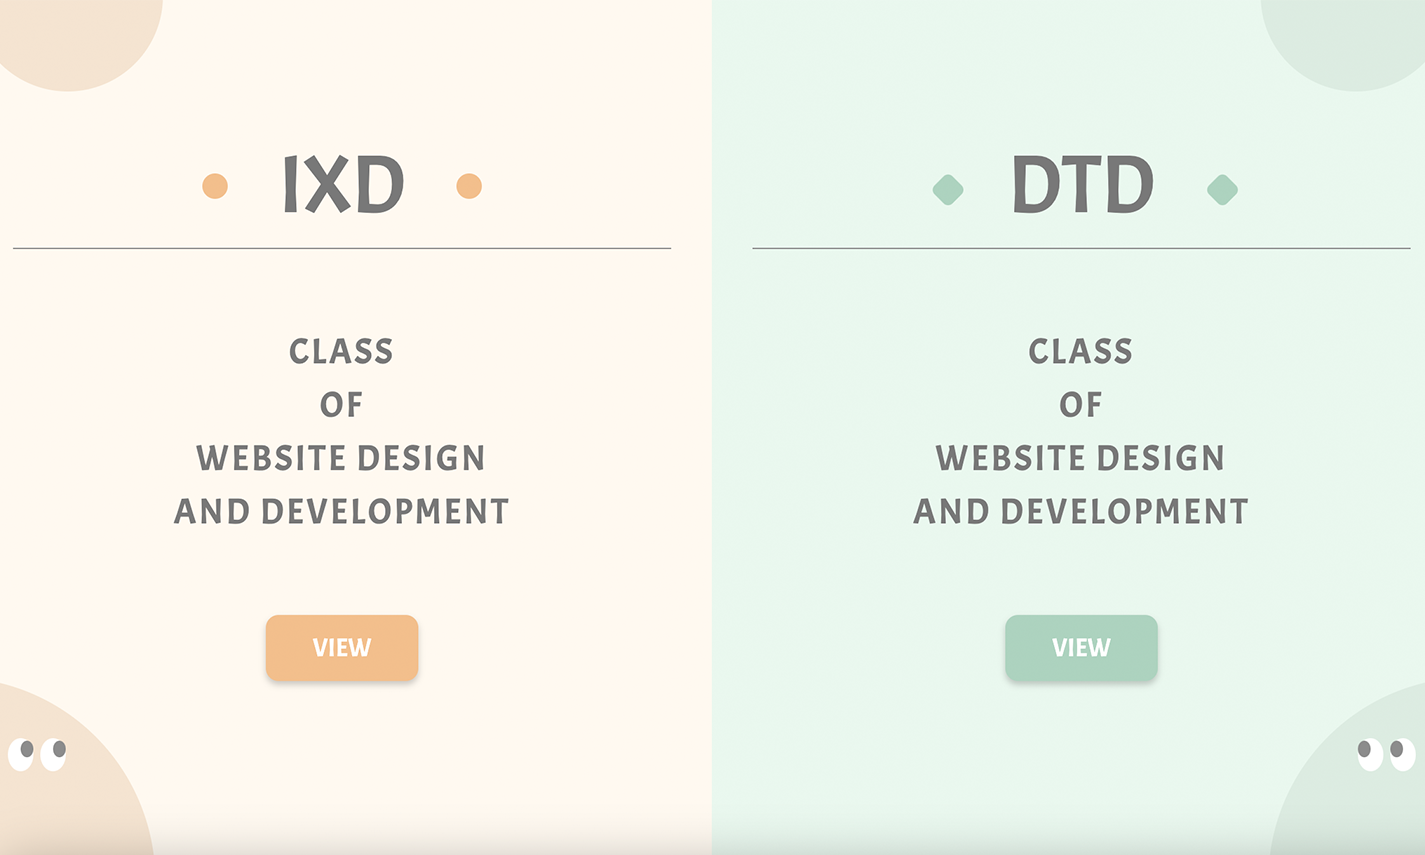 IXD
CLASS
OF
WEBSITE DESIGN
AND DEVELOPMENT
VIEW
DTD
CLASS
OF
WEBSITE DESIGN
AND DEVELOPMENT
VIEW